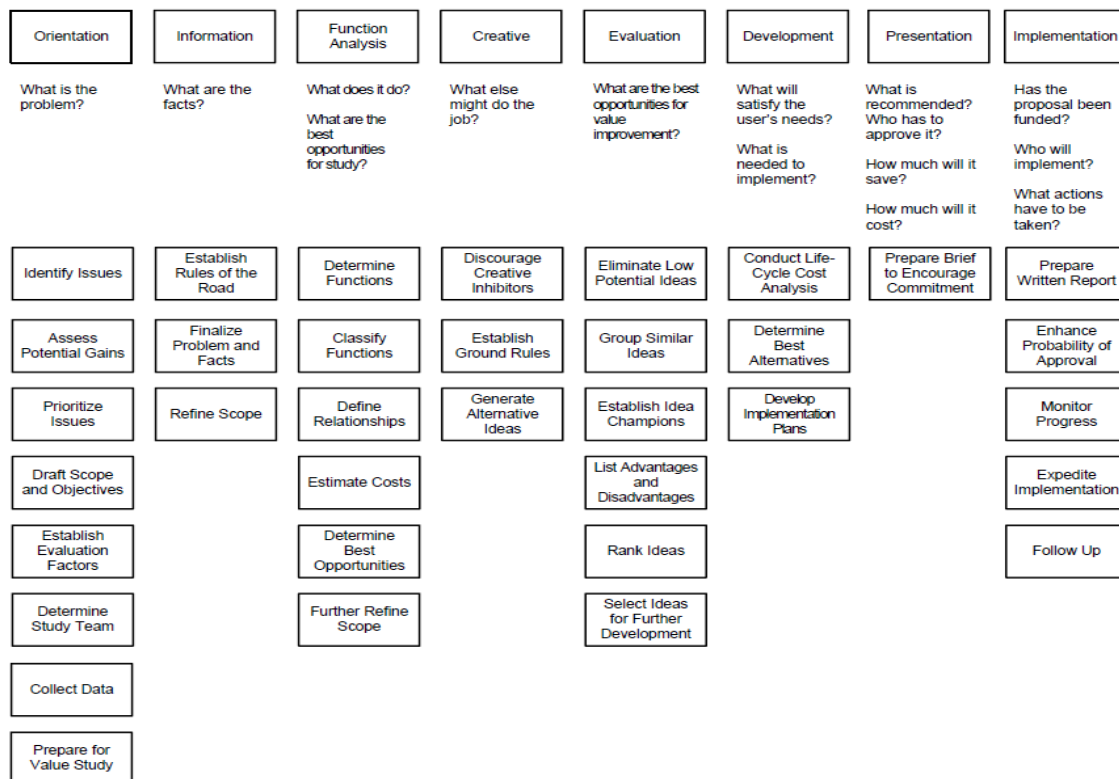 Orientation
Information
Function
Analysis
Creative
Evaluation
Development
Presentation
Implementation
What is the
problem?
What are the
facts?
What does it do?
What are the
best
opportunities
for study?
What else
might do the
job?
What are the best
opportunities for
value
improvement?
What will
satisfy the
user's needs?
What is
needed to
implement?
What is
recommended?
Who has to
approve it?
How much will it
save?
How much will it
cost?
Has the
proposal been
funded?
Who will
implement?
What actions
have to be
taken?
Identify Issues
Assess
Potential Gains
Prioritize
Issues
Draft Scope
and Objectives
Establish
Evaluation
Factors
Determine
Study Team
Collect Data
Prepare for
Value Study
Establish
Rules of the
Road
Finalize
Problem and
Facts
Refine Scope
Determine
Functions
Classify
Functions
Define
Relationships
Estimate Costs
Determine
Best
Opportunities
Further Refine
Scope
Discourage
Creative
Inhibitors
Establish
Ground Rules
Generate
Alternative
Ideas
Eliminate Low
Potential Ideas
Group Similar
Ideas
Establish Idea
Champions
List Advantages
and
Disadvantages
Rank Ideas
Select Ideas
for Further
Development
Conduct Life-
Cycle Cost
Analysis
Determine
Best
Alternatives
Develop
Implementation
Plans
Prepare Brief
to Encourage
Commitment
Prepare
Written Report
Enhance
Probability of
Approval
Monitor
Progress
Expedite
Implementation
Follow Up